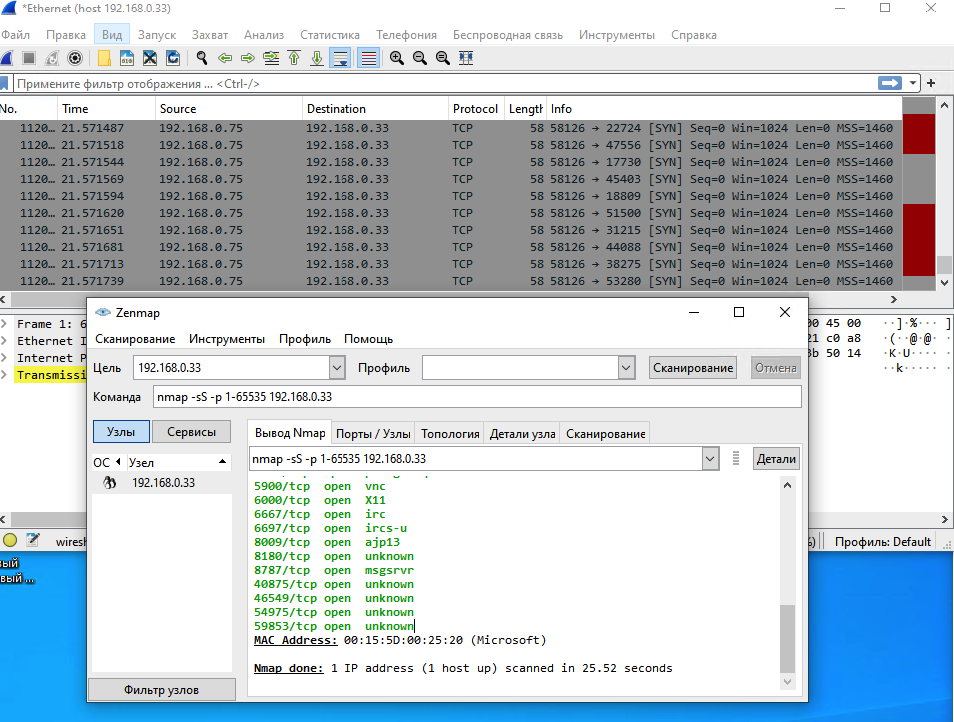 *Ethernet (host 192.168.0.33)
Файл Правка Вид Запуск Захват Анализ Статистика Телефония Беспроводная связь Инструменты Справка
Примените фильтр отображения ... <Ctrl-/>
No. Time Source Destination Protocol Length Info
1120… 21.571487 192.168.0.75 192.168.0.33 TCP 58 58126 → 22724 [SYN] Seq=0 Win=1024 Len=0 MSS=1460
1120… 21.571518 192.168.0.75 192.168.0.33 TCP 58 58126 → 47556 [SYN] Seq=0 Win=1024 Len=0 MSS=1460
1120… 21.571544 192.168.0.75 192.168.0.33 TCP 58 58126 → 17730 [SYN] Seq=0 Win=1024 Len=0 MSS=1460
1120… 21.571569 192.168.0.75 192.168.0.33 TCP 58 58126 → 45403 [SYN] Seq=0 Win=1024 Len=0 MSS=1460
1120… 21.571594 192.168.0.75 192.168.0.33 TCP 58 58126 → 18809 [SYN] Seq=0 Win=1024 Len=0 MSS=1460
1120… 21.571620 192.168.0.75 192.168.0.33 TCP 58 58126 → 51500 [SYN] Seq=0 Win=1024 Len=0 MSS=1460
1120… 21.571651 192.168.0.75 192.168.0.33 TCP 58 58126 → 31215 [SYN] Seq=0 Win=1024 Len=0 MSS=1460
1120… 21.571681 192.168.0.75 192.168.0.33 TCP 58 58126 → 44088 [SYN] Seq=0 Win=1024 Len=0 MSS=1460
1120… 21.571713 192.168.0.75 192.168.0.33 TCP 58 58126 → 38275 [SYN] Seq=0 Win=1024 Len=0 MSS=1460
1120… 21.571739 192.168.0.75 192.168.0.33 TCP 58 58126 → 53280 [SYN] Seq=0 Win=1024 Len=0 MSS=1460
Frame 1: 6
Ethernet I
Internet P
Transmissi
00 45 00 ··]·%··· ]
21 c0 a8 ·(··@·@·
3b 50 14 ·K·U····
··k·····
Zenmap
Сканирование Инструменты Профиль Помощь
Цель 192.168.0.33 Профиль Сканирование Отмена
Команда nmap -sS -p 1-65535 192.168.0.33
Узлы Сервисы
Вывод Nmap Порты / Узлы Топология Детали узла Сканирование
ОС Узел
192.168.0.33
nmap -sS -p 1-65535 192.168.0.33 Детали
5900/tcp open vnc
6000/tcp open X11
6667/tcp open irc
6697/tcp open ircs-u
8009/tcp open ajp13
8180/tcp open unknown
8787/tcp open msgsrvr
40875/tcp open unknown
46549/tcp open unknown
54975/tcp open unknown
59853/tcp open unknown
MAC Address: 00:15:5D:00:25:20 (Microsoft)
Nmap done: 1 IP address (1 host up) scanned in 25.52 seconds
Фильтр узлов
wiresh
%) Профиль: Default
вый
вый ...